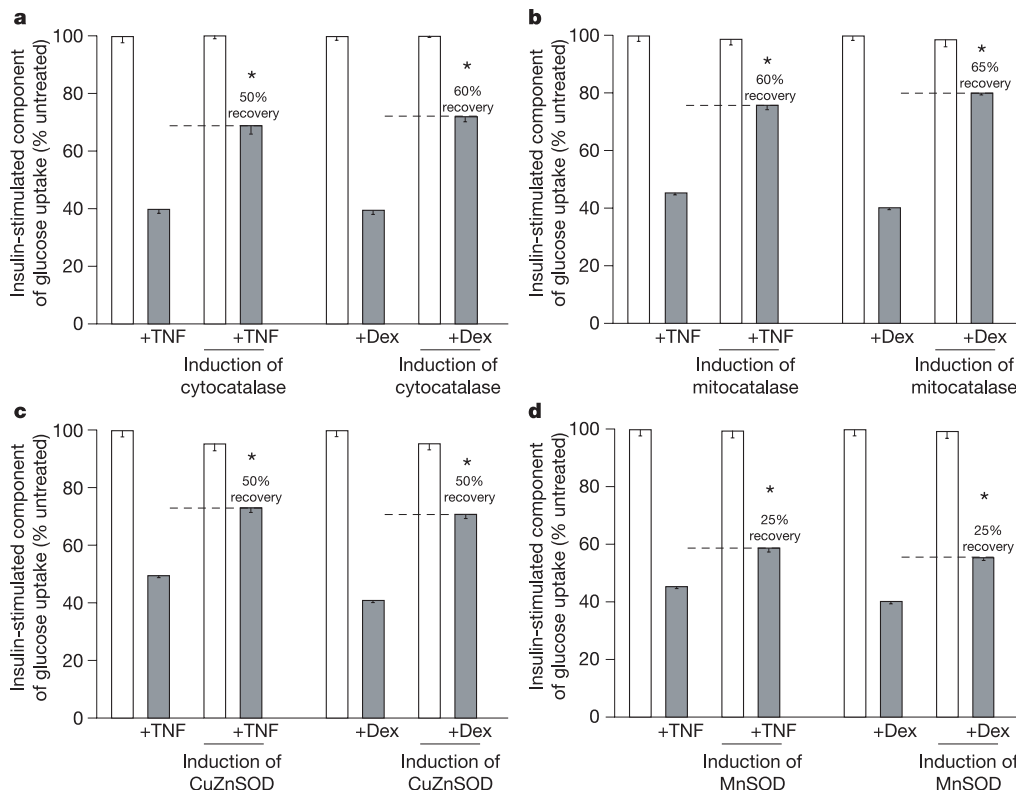 a
Insulin-stimulated component
of glucose uptake (% untreated)
100
80
60
40
20
0
*
50%
recovery
*
60%
recovery
+TNF
+TNF
+Dex
+Dex
Induction of
cytocatalase
Induction of
cytocatalase
b
Insulin-stimulated component
of glucose uptake (% untreated)
100
80
60
40
20
0
*
60%
recovery
*
65%
recovery
+TNF
+TNF
+Dex
+Dex
Induction of
mitocatalase
Induction of
mitocatalase
c
Insulin-stimulated component
of glucose uptake (% untreated)
100
80
60
40
20
0
*
50%
recovery
*
50%
recovery
+TNF
+TNF
+Dex
+Dex
Induction of
CuZnSOD
Induction of
CuZnSOD
d
Insulin-stimulated component
of glucose uptake (% untreated)
100
80
60
40
20
0
*
25%
recovery
*
25%
recovery
+TNF
+TNF
+Dex
+Dex
Induction of
MnSOD
Induction of
MnSOD